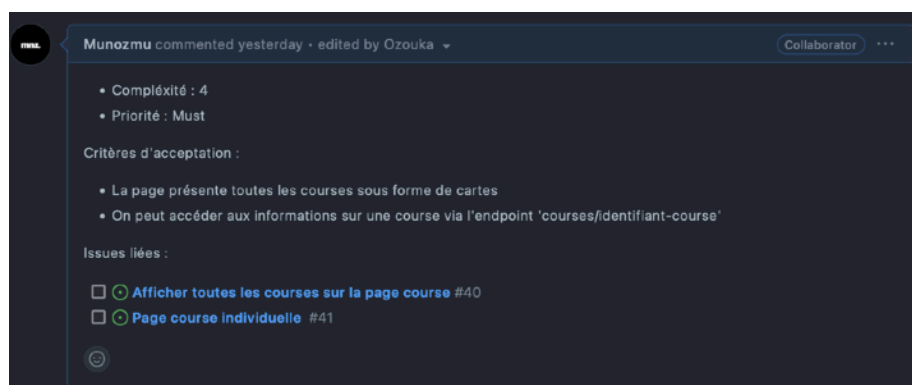 mnz.
Munozmu commented yesterday • edited by Ozouka
Collaborator
• Compléxité : 4
• Priorité : Must
Critères d'acceptation :
• La page présente toutes les courses sous forme de cartes
• On peut accéder aux informations sur une course via l'endpoint 'courses/identifiant-course'
Issues liées :
Afficher toutes les courses sur la page course #40
Page course individuelle #41